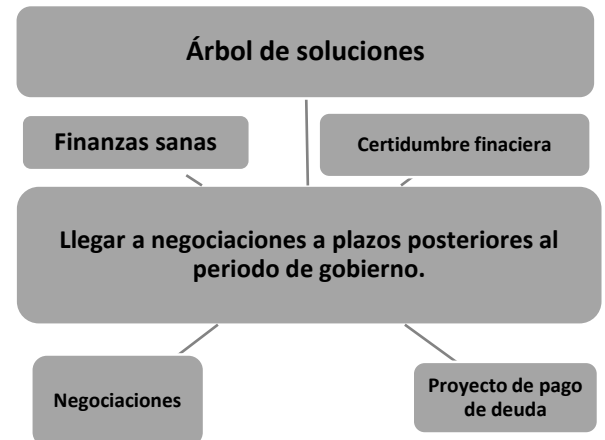 Árbol de soluciones
Finanzas sanas
Certidumbre finaciera
Llegar a negociaciones a plazos posteriores al
periodo de gobierno.
Negociaciones
Proyecto de pago
de deuda